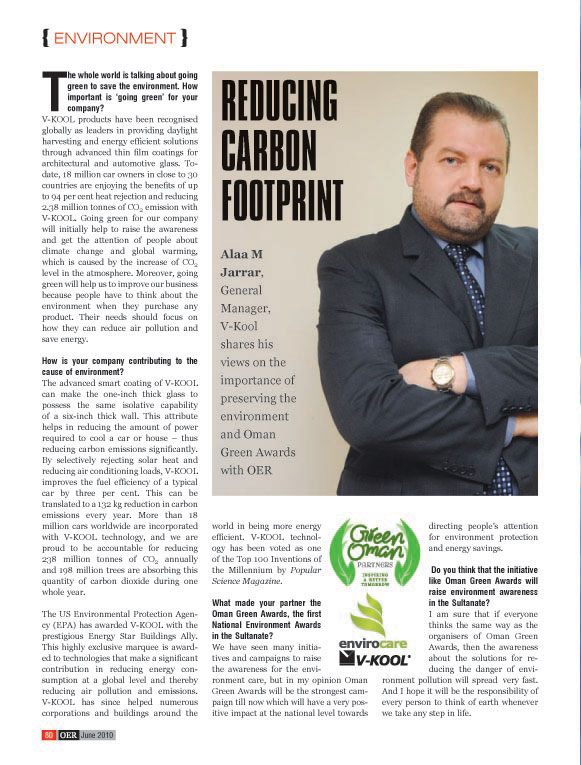 { ENVIRONMENT }
The whole world is talking about going
green to save the environment. How
important is 'going green' for your
company?
V-KOOL products have been recognised
globally as leaders in providing daylight
harvesting and energy efficient solutions
through advanced thin film coatings for
architectural and automotive glass. To-
date, 18 million car owners in close to 30
countries are enjoying the benefits of up
to 94 per cent heat rejection and reducing
2.38 million tonnes of CO₂ emission with
V-KOOL. Going green for our company
will initially help to raise the awareness
and get the attention of people about
climate change and global warming,
which is caused by the increase of CO₂
level in the atmosphere. Moreover, going
green will help us to improve our business
because people have to think about the
environment when they purchase any
product. Their needs should focus on
how they can reduce air pollution and
save energy.
How is your company contributing to the
cause of environment?
The advanced smart coating of V-KOOL
can make the one-inch thick glass to
possess the same isolative capability
of a six-inch thick wall. This attribute
helps in reducing the amount of power
required to cool a car or house – thus
reducing carbon emissions significantly.
By selectively rejecting solar heat and
reducing air conditioning loads, V-KOOL
improves the fuel efficiency of a typical
car by three per cent. This can be
translated to a 132 kg reduction in carbon
emissions every year. More than 18
million cars worldwide are incorporated
with V-KOOL technology, and we are
proud to be accountable for reducing
238 million tonnes of CO₂ annually
and 198 million trees are absorbing this
quantity of carbon dioxide during one
whole year.
The US Environmental Protection Agen-
cy (EPA) has awarded V-KOOL with the
prestigious Energy Star Buildings Ally.
This highly exclusive marquee is award-
ed to technologies that make a significant
contribution in reducing energy con-
sumption at a global level and thereby
reducing air pollution and emissions.
V-KOOL has since helped numerous
corporations and buildings around the
REDUCING
CARBON
FOOTPRINT
Alaa M
Jarrar,
General
Manager,
V-Kool
shares his
views on the
importance of
preserving the
environment
and Oman
Green Awards
with OER
world in being more energy
efficient. V-KOOL technol-
ogy has been voted as one
of the Top 100 Inventions of
the Millennium by Popular
Science Magazine.
What made your partner the
Oman Green Awards, the first
National Environment Awards
in the Sultanate?
We have seen many initia-
tives and campaigns to raise
the awareness for the envi-
ronment care, but in my opinion Oman
Green Awards will be the strongest cam-
paign till now which will have a very pos-
itive impact at the national level towards
Green
Oman
PARTNERS
INSPIRING
A BETTER
TOMORROW
envirocare
V-KOOL®
directing people's attention
for environment protection
and energy savings.
Do you think that the initiative
like Oman Green Awards will
raise environment awareness
in the Sultanate?
I am sure that if everyone
thinks the same way as the
organisers of Oman Green
Awards, then the awareness
about the solutions for re-
ducing the danger of envi-
ronment pollution will spread very fast.
And I hope it will be the responsibility of
every person to think of earth whenever
we take any step in life.
80 OER June 2010